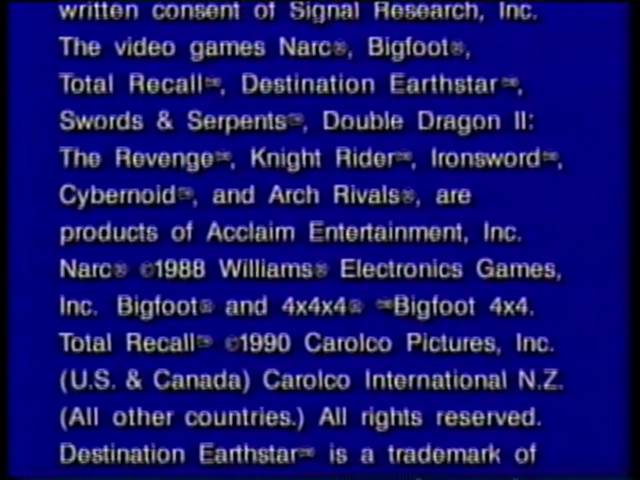 written consent of Signal Research, Inc.
The video games Narc®, Bigfoot®,
Total Recall™, Destination Earthstar™,
Swords & Serpents™, Double Dragon II:
The Revenge™, Knight Rider™, Ironsword™,
Cybernoid™, and Arch Rivals®, are
products of Acclaim Entertainment, Inc.
Narc® ©1988 Williams® Electronics Games,
Inc. Bigfoot® and 4x4x4® ™Bigfoot 4x4.
Total Recall™ ©1990 Carolco Pictures, Inc.
(U.S. & Canada) Carolco International N.Z.
(All other countries.) All rights reserved.
Destination Earthstar™ is a trademark of